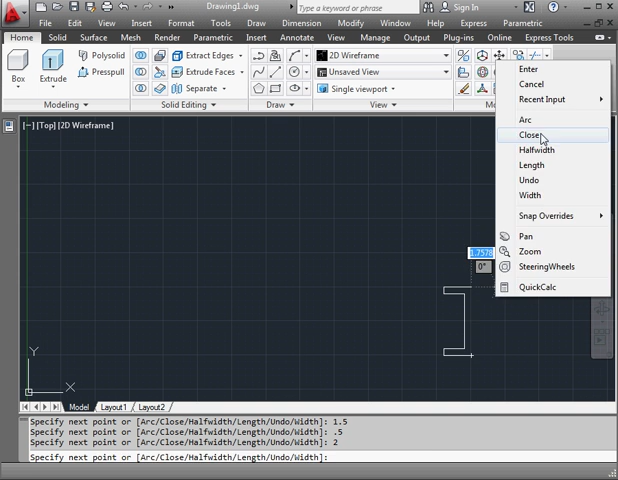 Drawing1.dwg
Type a keyword or phrase
Sign In
File Edit View Insert Format Tools Draw Dimension Modify Window Help Express Parametric
Home Solid Surface Mesh Render Insert Annotate View Manage Output Plug-ins Online Express Tools
Box
Extrude
Polysolid
Presspull
Modeling
Extract Edges
Extrude Faces
Separate
Solid Editing
Draw
2D Wireframe
Unsaved View
Single viewport
View
[−][Top][2D Wireframe]
Enter
Cancel
Recent Input
Arc
Close
Halfwidth
Length
Undo
Width
Snap Overrides
Pan
Zoom
SteeringWheels
QuickCalc
1.7578
0°
Y
X
Model Layout1 Layout2
Specify next point or [Arc/Close/Halfwidth/Length/Undo/Width]: 1.5
Specify next point or [Arc/Close/Halfwidth/Length/Undo/Width]: .5
Specify next point or [Arc/Close/Halfwidth/Length/Undo/Width]: 2
Specify next point or [Arc/Close/Halfwidth/Length/Undo/Width]: